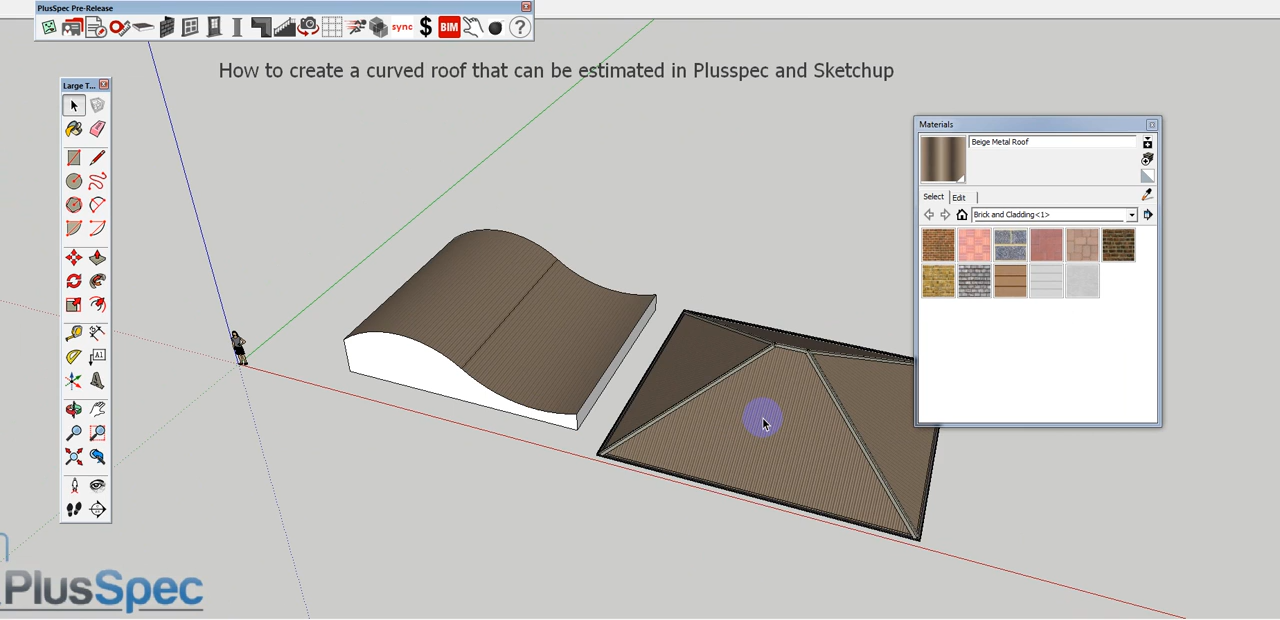 PlusSpec Pre-Release
sync $ BIM ?
How to create a curved roof that can be estimated in Plusspec and Sketchup
Large T...
A1
Materials
Beige Metal Roof
Select Edit
Brick and Cladding<1>
PlusSpec